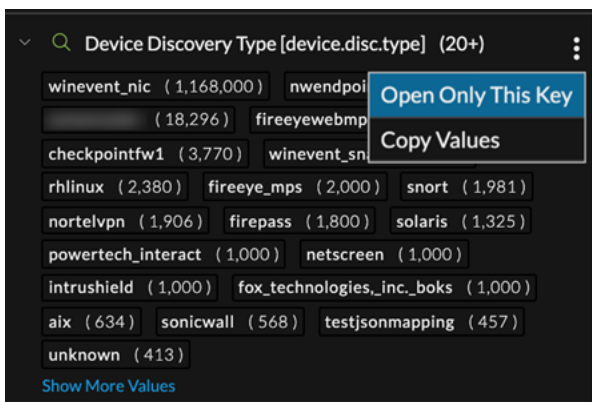 Device Discovery Type [device.disc.type] (20+)
winevent_nic (1,168,000) nwendpoi
Open Only This Key
(18,296) fireeyewebmp
Copy Values
checkpointfw1 (3,770) winevent_sna
rhlinux (2,380) fireeye_mps (2,000) snort (1,981)
nortelvpn (1,906) firepass (1,800) solaris (1,325)
powertech_interact (1,000) netscreen (1,000)
intrushield (1,000) fox_technologies,_inc._boks (1,000)
aix (634) sonicwall (568) testjsonmapping (457)
unknown (413)
Show More Values